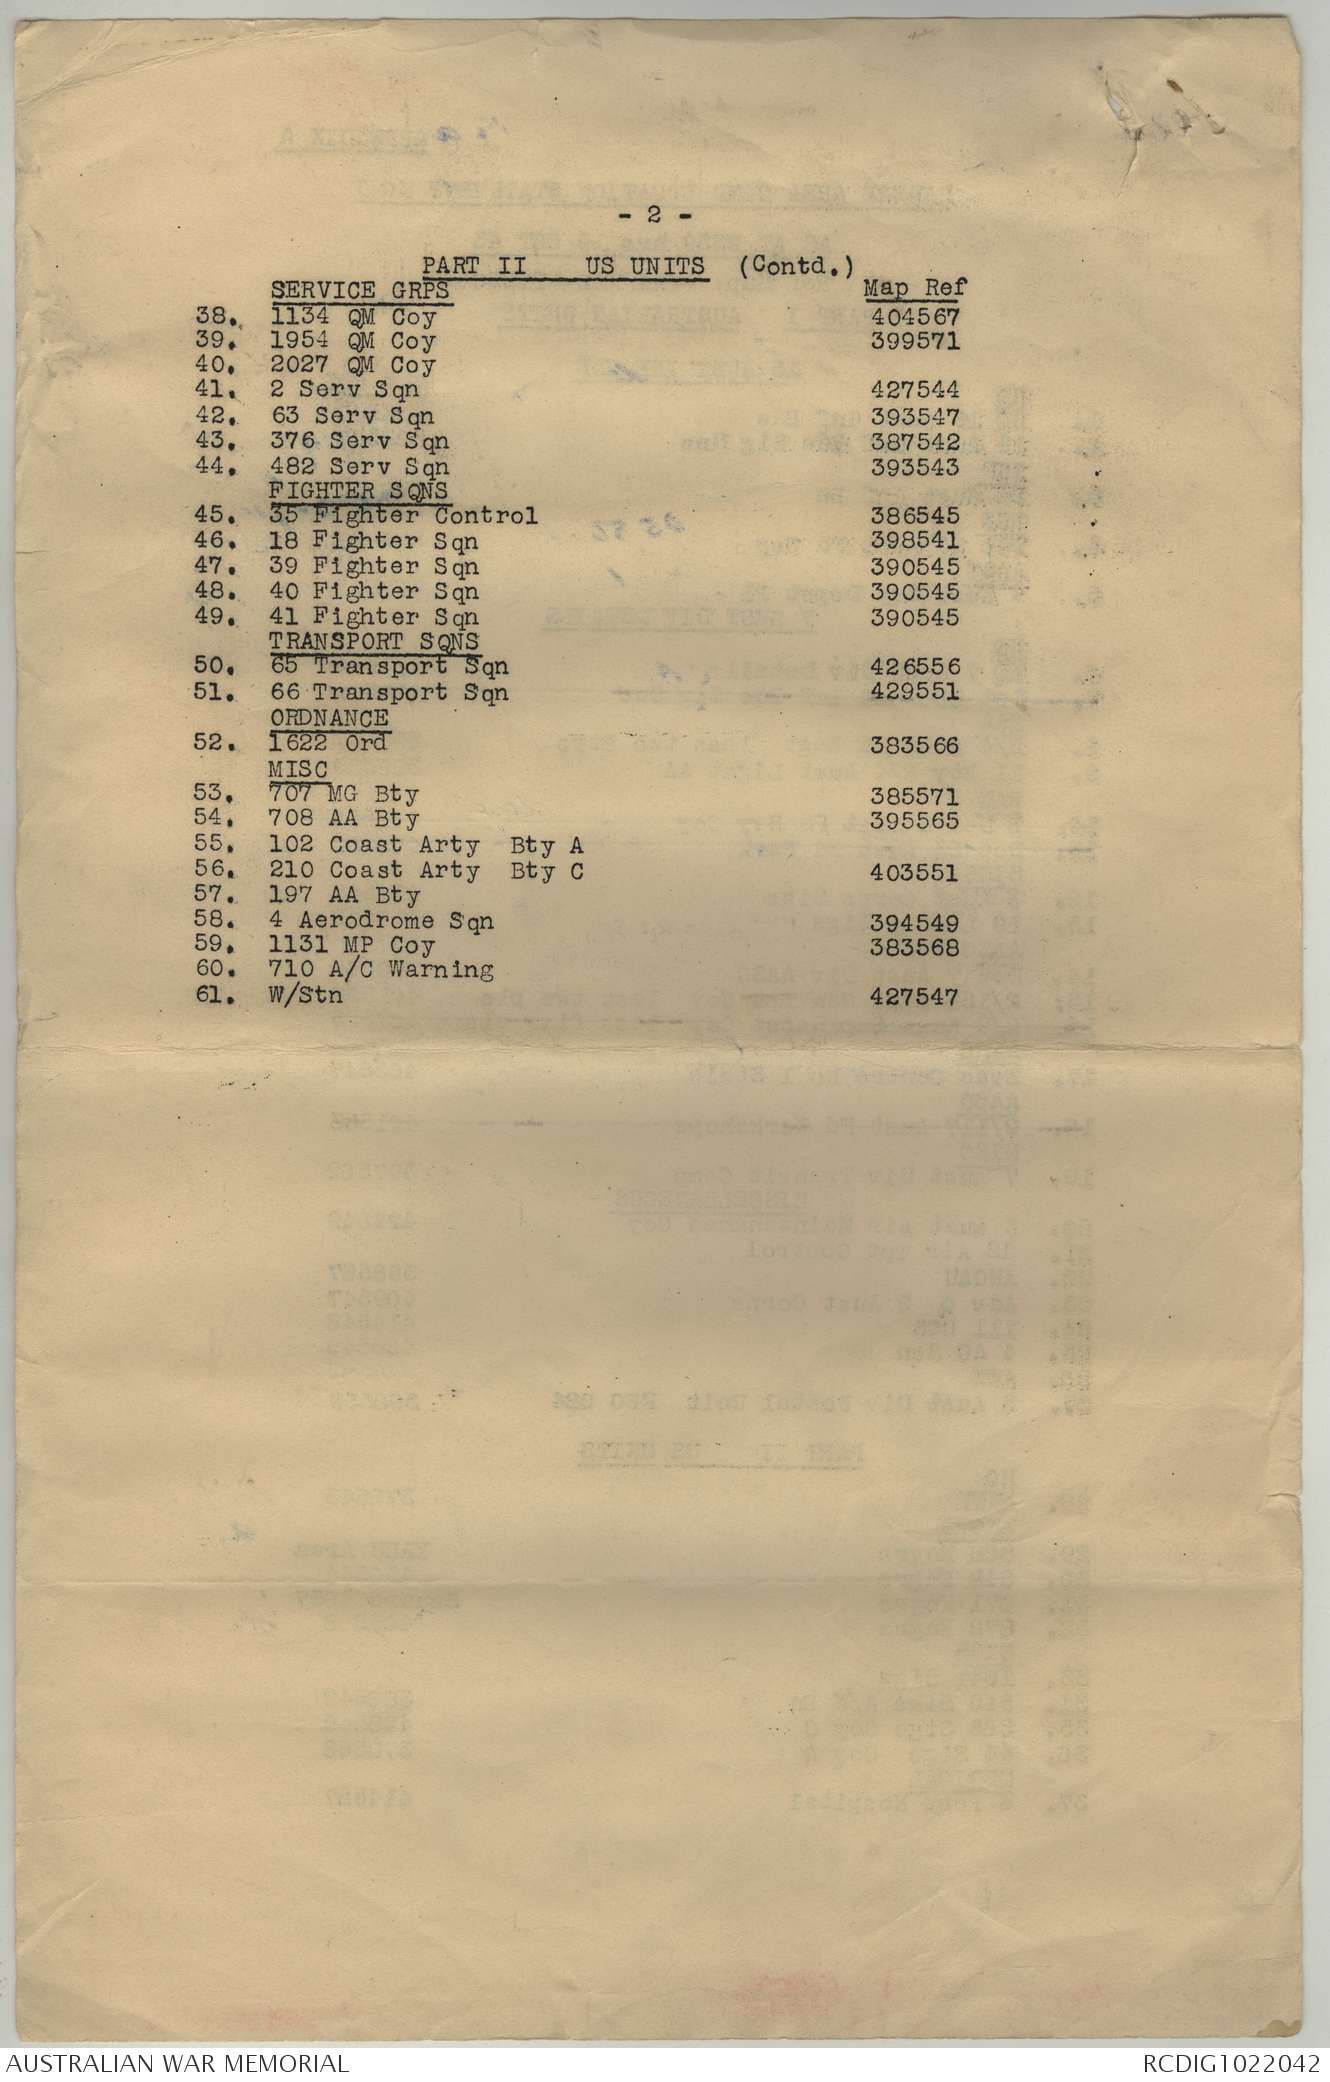 - 2 -
PART II US UNITS (Contd.)
SERVICE GRPS Map Ref
38. 1134 QM Coy 404567
39. 1954 QM Coy 399571
40. 2027 QM Coy
41. 2 Serv Sqn 427544
42. 63 Serv Sqn 393547
43. 376 Serv Sqn 387542
44. 482 Serv Sqn 393543
FIGHTER SQNS
45. 35 Fighter Control 386545
46. 18 Fighter Sqn 398541
47. 39 Fighter Sqn 390545
48. 40 Fighter Sqn 390545
49. 41 Fighter Sqn 390545
TRANSPORT SQNS
50. 65 Transport Sqn 426556
51. 66 Transport Sqn 429551
ORDNANCE
52. 1622 Ord 383566
MISC
53. 707 MG Bty 385571
54. 708 AA Bty 395565
55. 102 Coast Arty Bty A
56. 210 Coast Arty Bty C 403551
57. 197 AA Bty
58. 4 Aerodrome Sqn 394549
59. 1131 MP Coy 383568
60. 710 A/C Warning
61. W/Stn 427547
AUSTRALIAN WAR MEMORIAL RCDIG1022042